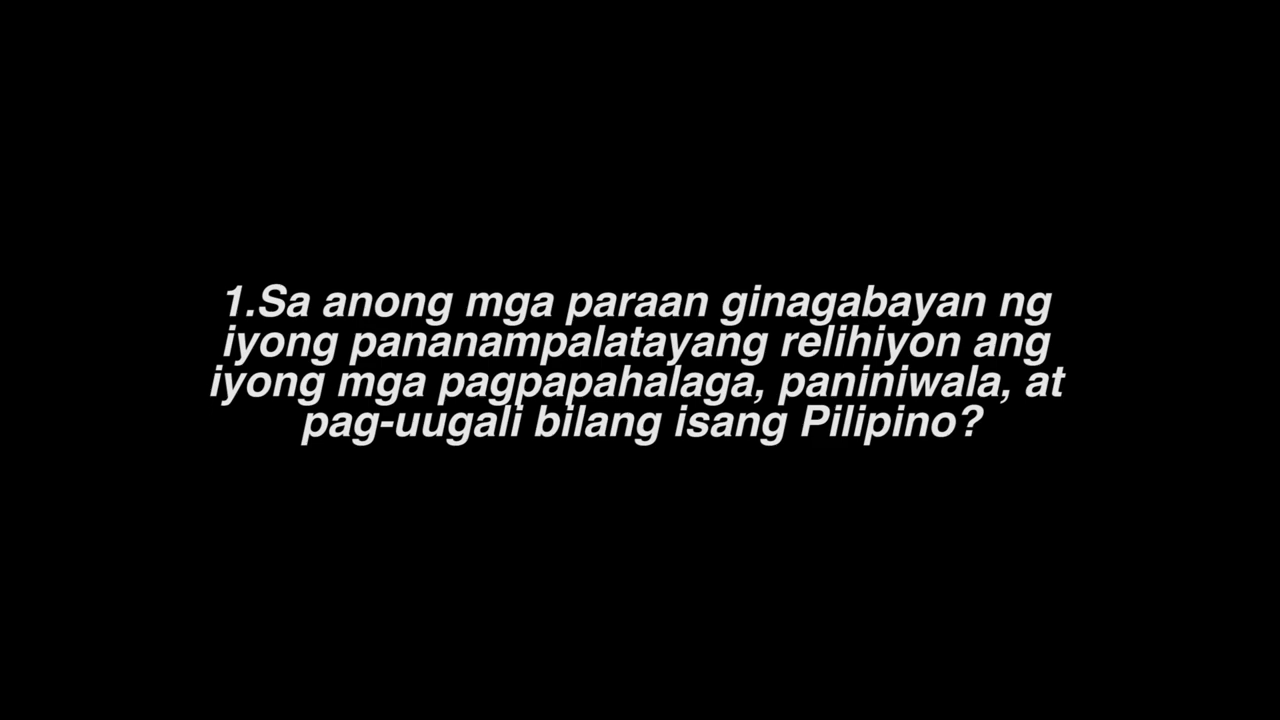 1.Sa anong mga paraan ginagabayan ng
iyong pananampalatayang relihiyon ang
iyong mga pagpapahalaga, paniniwala, at
pag-uugali bilang isang Pilipino?